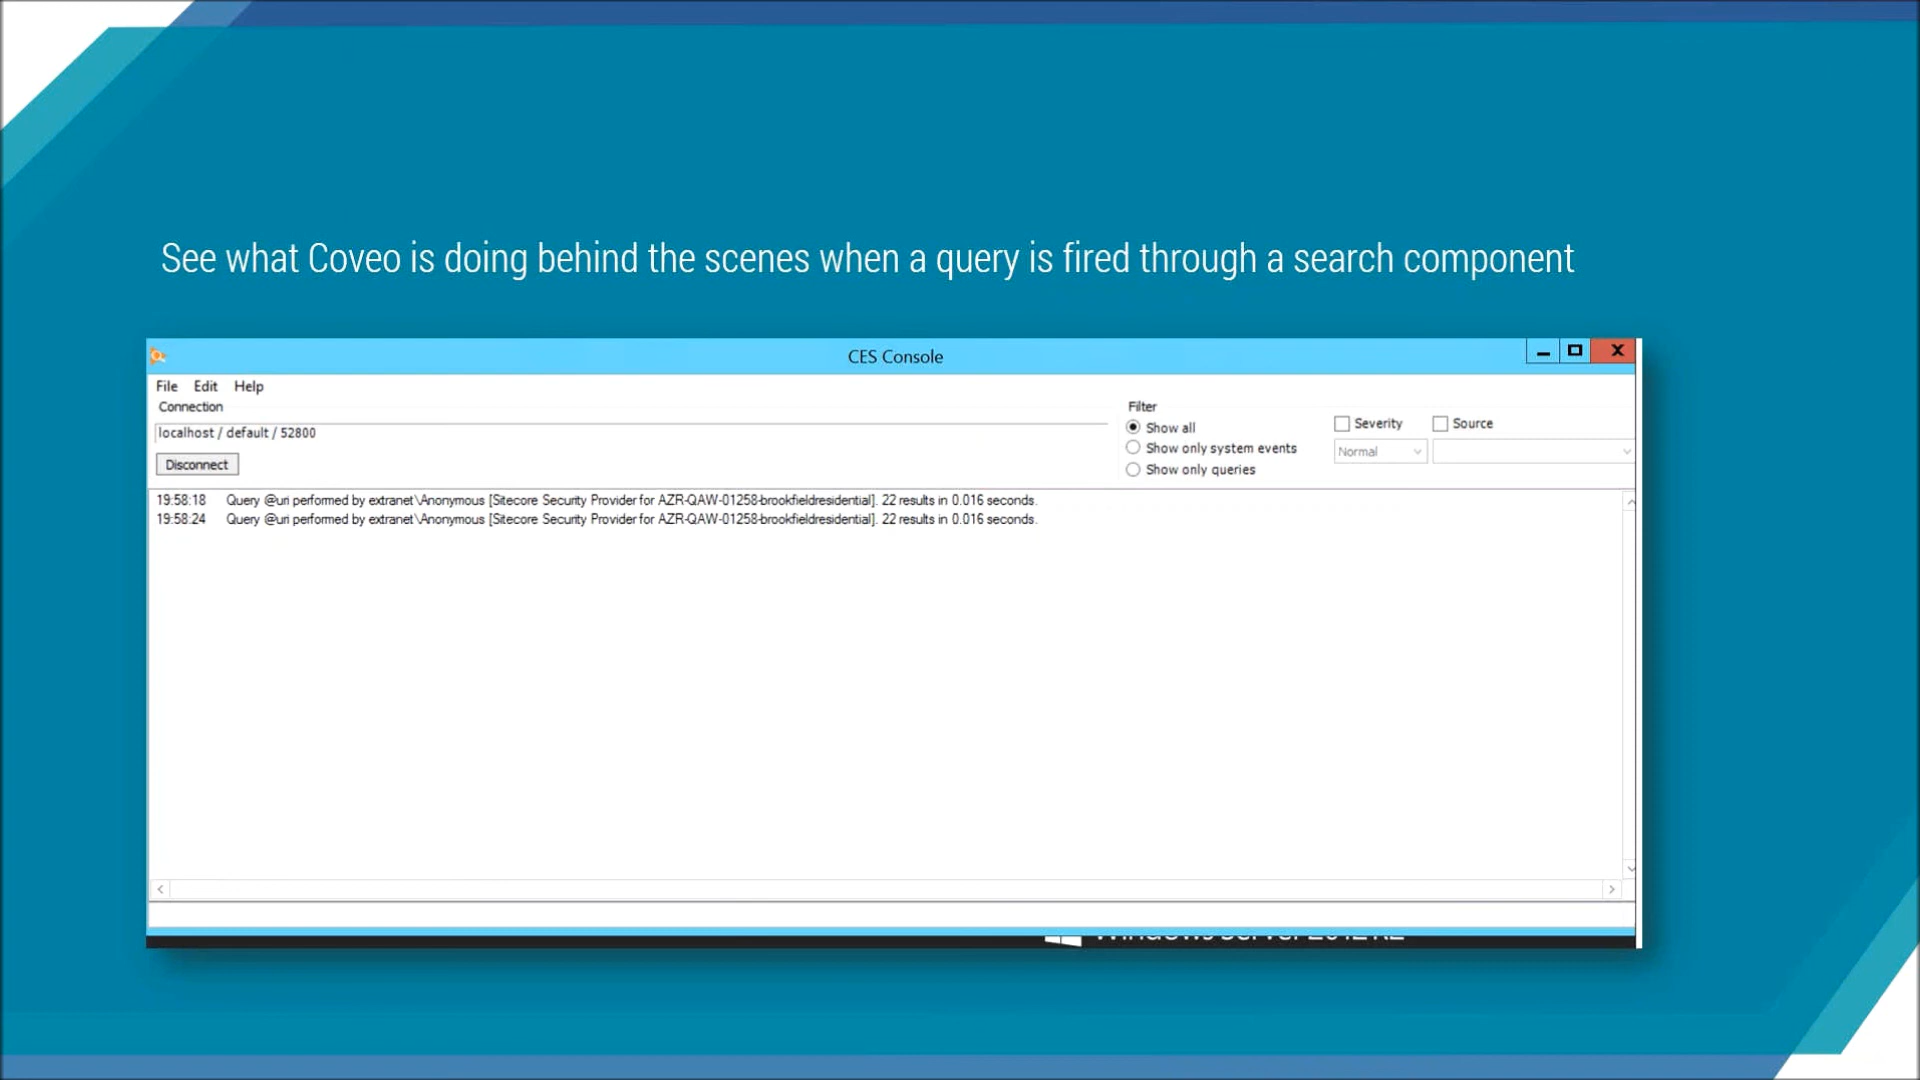 See what Coveo is doing behind the scenes when a query is fired through a search component
CES Console
File Edit Help
Connection
localhost / default / 52800
Disconnect
Filter
Show all
Show only system events
Show only queries
Severity
Normal
Source
19:58:18 Query @uri performed by extranet\Anonymous [Sitecore Security Provider for AZR-QAW-01258-brookfieldresidential]. 22 results in 0.016 seconds.
19:58:24 Query @uri performed by extranet\Anonymous [Sitecore Security Provider for AZR-QAW-01258-brookfieldresidential]. 22 results in 0.016 seconds.